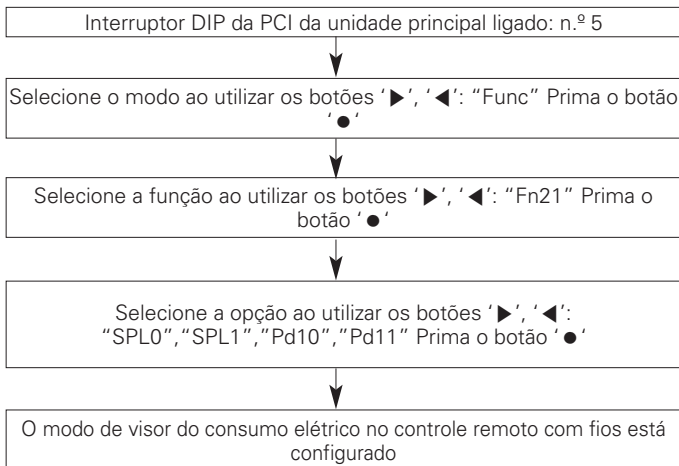 Interruptor DIP da PCI da unidade principal ligado: n.º 5
Selecione o modo ao utilizar os botões ‘▶’, ‘◀’: “Func” Prima o botão
‘●‘
Selecione a função ao utilizar os botões ‘▶’, ‘◀’: “Fn21” Prima o
botão ‘●‘
Selecione a opção ao utilizar os botões ‘▶’, ‘◀’:
“SPL0”,“SPL1”,”Pd10”,”Pd11” Prima o botão ‘●‘
O modo de visor do consumo elétrico no controle remoto com fios está
configurado